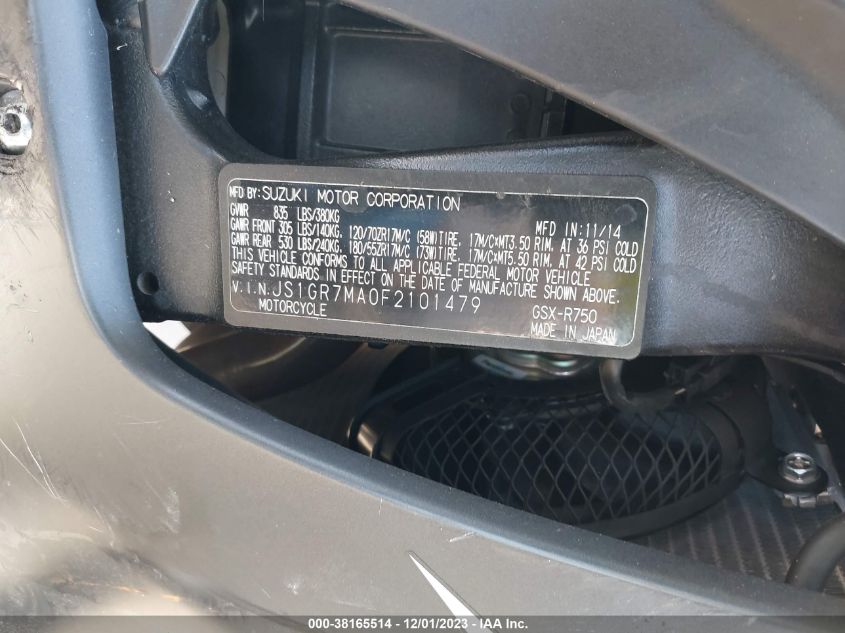 MFD BY: SUZUKI MOTOR CORPORATION
GVWR 835 LBS/380KG MFD IN: 11/14
GAWR FRONT 305 LBS/140KG. 120/70ZR17M/C (58W)TIRE. 17M/C×MT3.50 RIM. AT 36 PSI COLD
GAWR REAR 530 LBS/240KG. 180/55ZR17M/C (73W)TIRE. 17M/C×MT5.50 RIM. AT 42 PSI COLD
THIS VEHICLE CONFORMS TO ALL APPLICABLE FEDERAL MOTOR VEHICLE
SAFETY STANDARDS IN EFFECT ON THE DATE OF MANUFACTURE SHOWN ABOVE.
V.I.N. JS1GR7MA0F2101479 GSX-R750
MOTORCYCLE MADE IN JAPAN
000-38165514 - 12/01/2023 - IAA Inc.